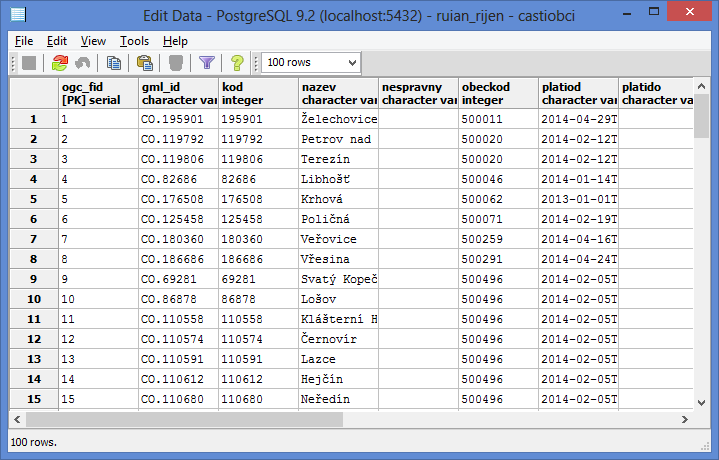 Edit Data - PostgreSQL 9.2 (localhost:5432) - ruian_rijen - castiobci
File Edit View Tools Help
100 rows
ogc_fid gml_id kod nazev nespravny obeckod platiod platido
[PK] serial character var integer character var character var integer character var character var
1 1 CO.195901 195901 Želechovice 500011 2014-04-29T
2 2 CO.119792 119792 Petrov nad 500020 2014-02-12T
3 3 CO.119806 119806 Terezín 500020 2014-02-12T
4 4 CO.82686 82686 Libhošť 500046 2014-01-14T
5 5 CO.176508 176508 Krhová 500062 2013-01-01T
6 6 CO.125458 125458 Poličná 500071 2014-02-19T
7 7 CO.180360 180360 Veřovice 500259 2014-04-16T
8 8 CO.186686 186686 Vřesina 500291 2014-04-24T
9 9 CO.69281 69281 Svatý Kopeč 500496 2014-02-05T
10 10 CO.86878 86878 Lošov 500496 2014-02-05T
11 11 CO.110558 110558 Klášterní H 500496 2014-02-05T
12 12 CO.110574 110574 Černovír 500496 2014-02-05T
13 13 CO.110591 110591 Lazce 500496 2014-02-05T
14 14 CO.110612 110612 Hejčín 500496 2014-02-05T
15 15 CO.110680 110680 Neředín 500496 2014-02-05T
100 rows.